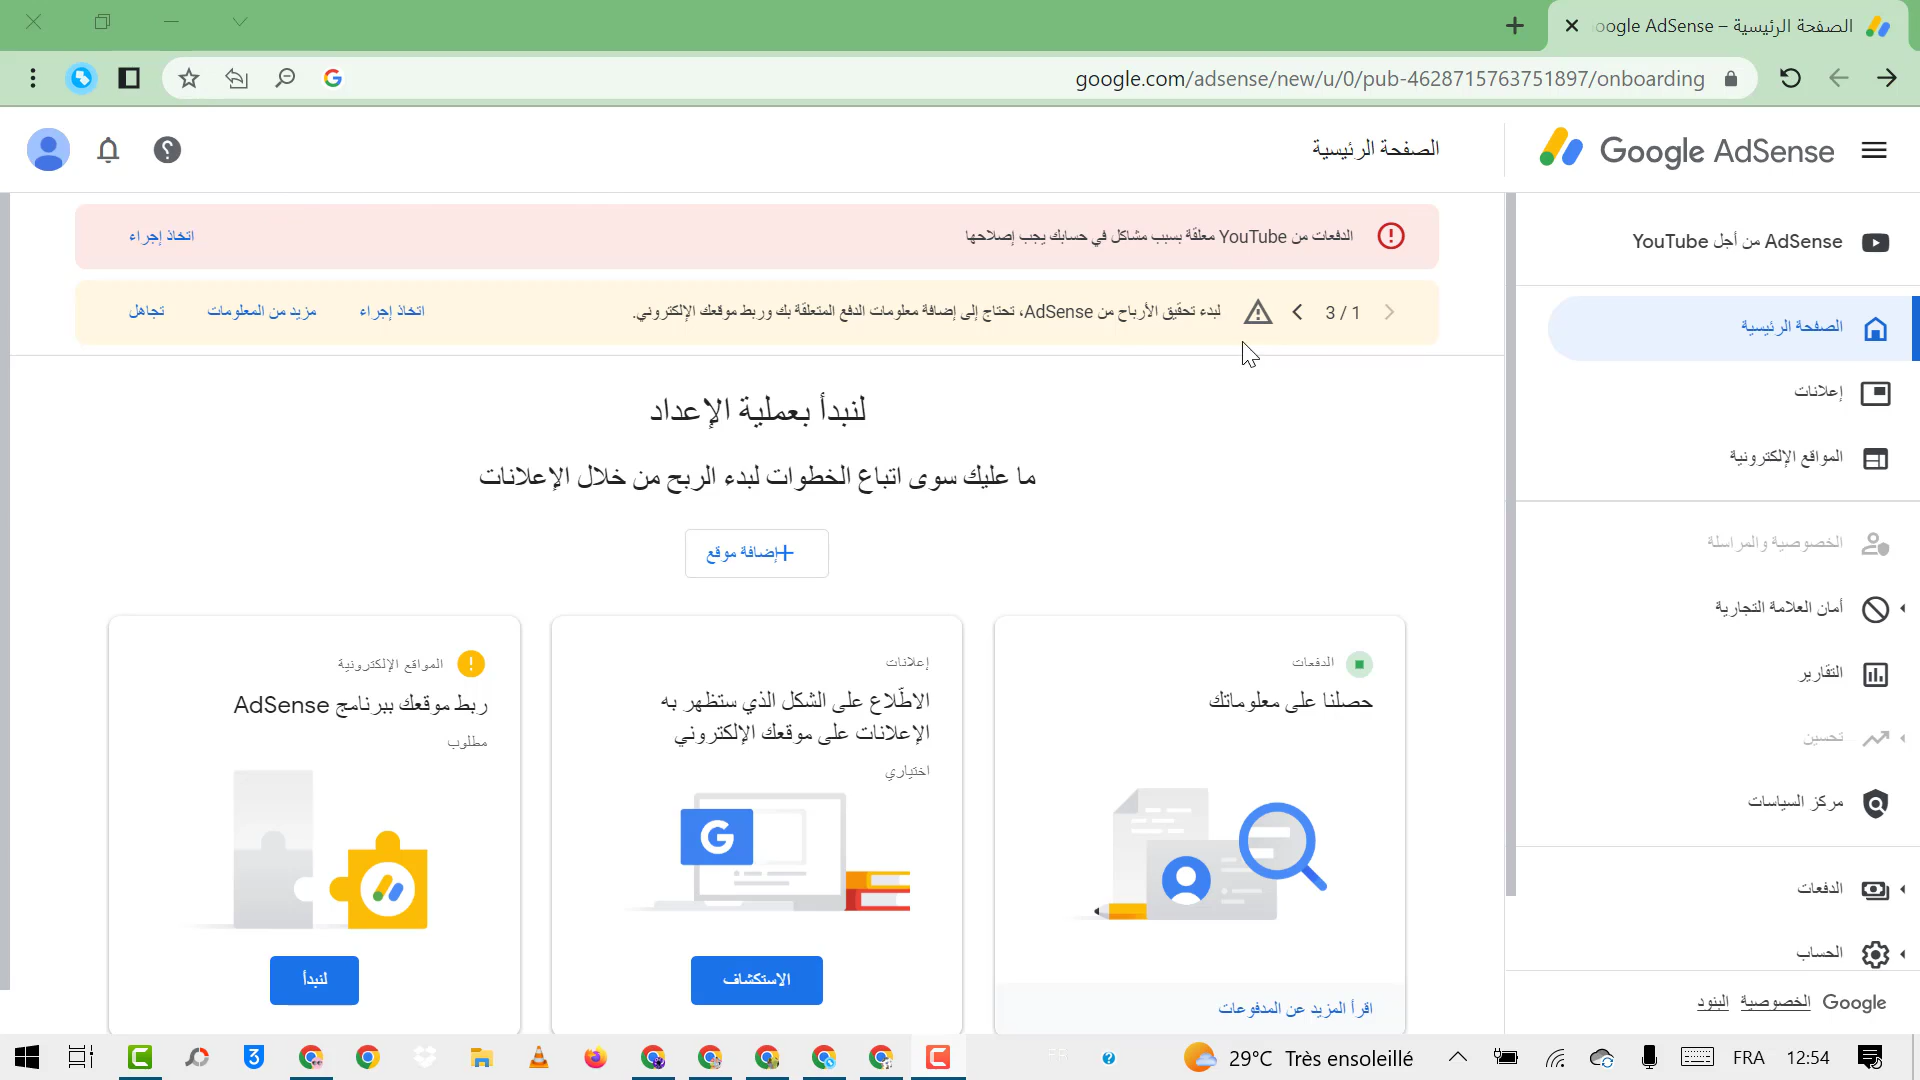 الصفحة الرئيسية – oogle AdSense
google.com/adsense/new/u/0/pub-4628715763751897/onboarding
Google AdSense
الصفحة الرئيسية
الدفعات من YouTube معلقّة بسبب مشاكل في حسابك يجب إصلاحها
اتخاذ إجراء
3 / 1
لبدء تحقيق الأرباح من AdSense، تحتاج إلى إضافة معلومات الدفع المتعلقّة بك وربط موقعك الإلكتروني.
اتخاذ إجراء
مزيد من المعلومات
تجاهل
AdSense من أجل YouTube
الصفحة الرئيسية
إعلانات
المواقع الإلكترونية
الخصوصية والمراسلة
أمان العلامة التجارية
التقارير
تحسين
مركز السياسات
الدفعات
الحساب
Google الخصوصية البنود
لنبدأ بعملية الإعداد
ما عليك سوى اتباع الخطوات لبدء الربح من خلال الإعلانات
إضافة موقع
الدفعات
حصلنا على معلوماتك
اقرأ المزيد عن المدفوعات
إعلانات
الاطّلاع على الشكل الذي ستظهر به
الإعلانات على موقعك الإلكتروني
اختياري
الاستكشاف
المواقع الإلكترونية
ربط موقعك ببرنامج AdSense
مطلوب
لنبدأ
29°C Très ensoleillé
FRA
12:54